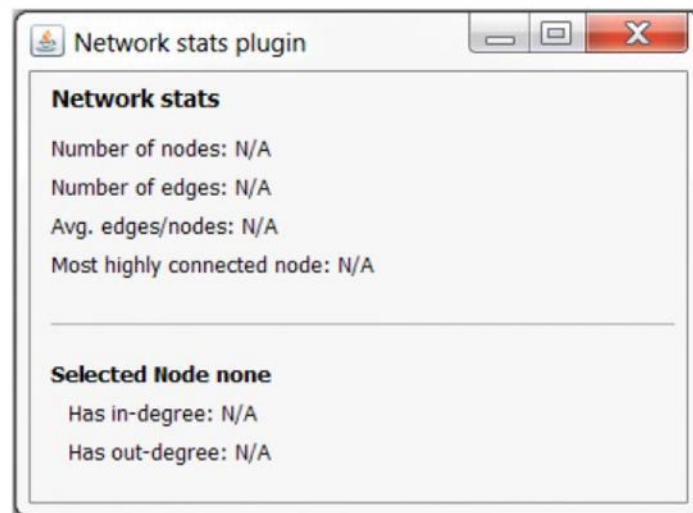 Network stats plugin
Network stats
Number of nodes: N/A
Number of edges: N/A
Avg. edges/nodes: N/A
Most highly connected node: N/A
Selected Node none
Has in-degree: N/A
Has out-degree: N/A